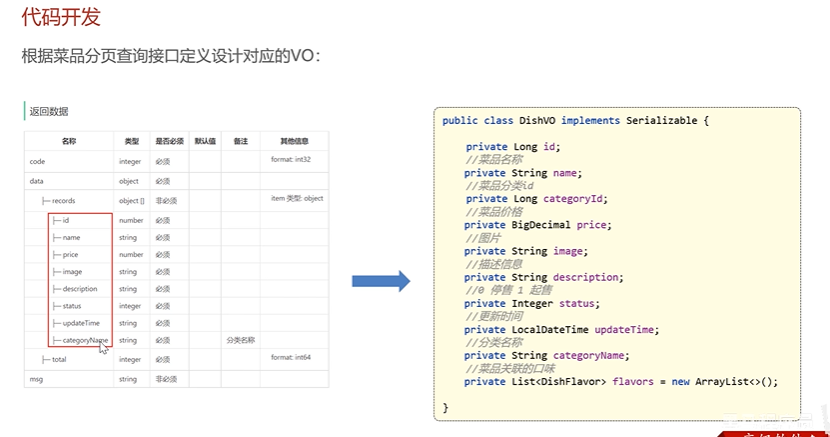 代码开发
根据菜品分页查询接口定义设计对应的VO：
返回数据
名称 类型 是否必须 默认值 备注 其他信息
code integer 必须 format: int32
data object 必须
├─ records object [] 非必须 item 类型: object
├─ id number 必须
├─ name string 必须
├─ price number 必须
├─ image string 必须
├─ description string 必须
├─ status integer 必须
├─ updateTime string 必须
├─ categoryName string 必须 分类名称
├─ total integer 必须 format: int64
msg string 非必须
public class DishVO implements Serializable {
private Long id;
//菜品名称
private String name;
//菜品分类id
private Long categoryId;
//菜品价格
private BigDecimal price;
//图片
private String image;
//描述信息
private String description;
//0 停售 1 起售
private Integer status;
//更新时间
private LocalDateTime updateTime;
//分类名称
private String categoryName;
//菜品关联的口味
private List<DishFlavor> flavors = new ArrayList<>();
}